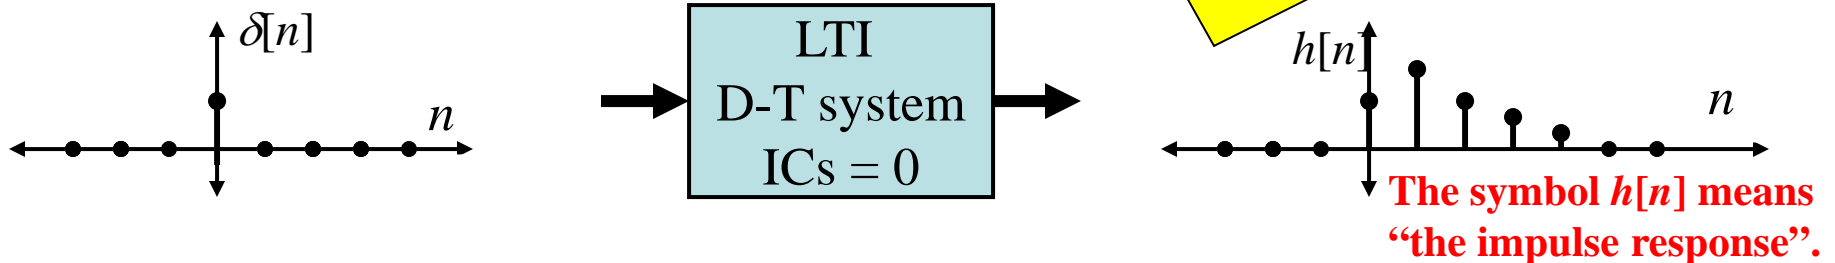 δ[n]
n
LTI
D-T system
ICs = 0
h[n]
n
The symbol h[n] means
“the impulse response”.